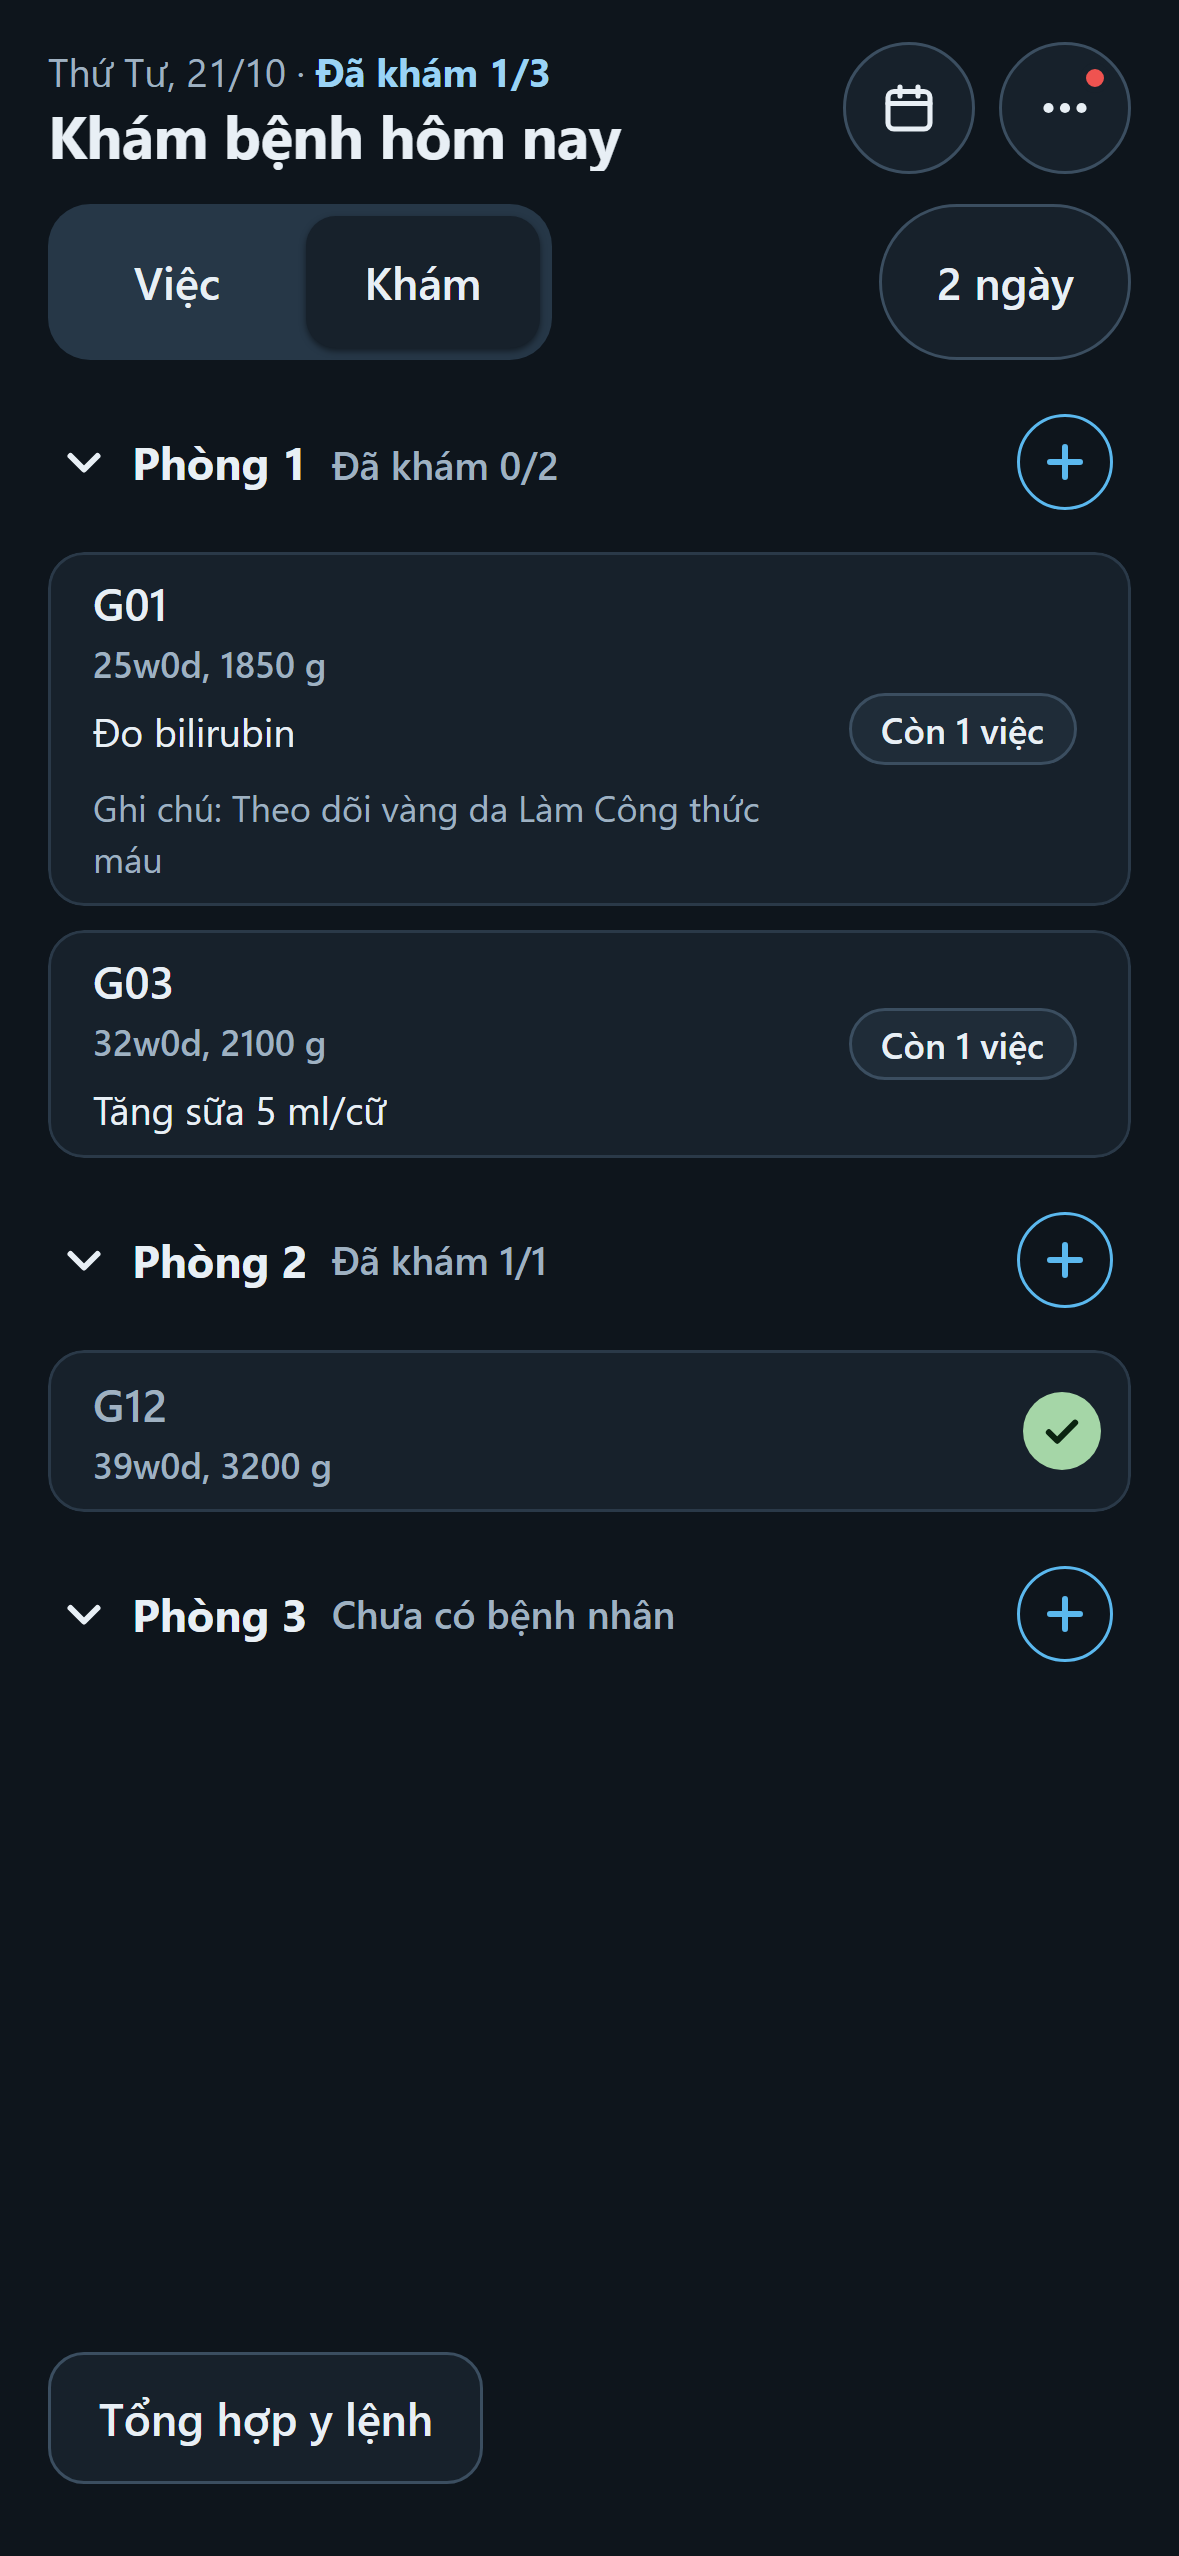 Thứ Tư, 21/10 · Đã khám 1/3
Khám bệnh hôm nay
Việc
Khám
2 ngày
Phòng 1 Đã khám 0/2
G01
25w0d, 1850 g
Đo bilirubin
Còn 1 việc
Ghi chú: Theo dõi vàng da Làm Công thức
máu
G03
32w0d, 2100 g
Còn 1 việc
Tăng sữa 5 ml/cữ
Phòng 2 Đã khám 1/1
G12
39w0d, 3200 g
Phòng 3 Chưa có bệnh nhân
Tổng hợp y lệnh